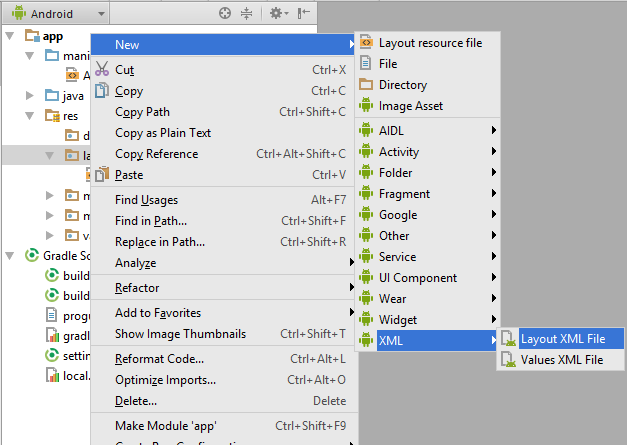 Android
app
mani
A
java
res
d
la
m
m
v
Gradle Sc
build
build
progu
gradl
settin
local.
New
Cut Ctrl+X
Copy Ctrl+C
Copy Path Ctrl+Shift+C
Copy as Plain Text
Copy Reference Ctrl+Alt+Shift+C
Paste Ctrl+V
Find Usages Alt+F7
Find in Path... Ctrl+Shift+F
Replace in Path... Ctrl+Shift+R
Analyze
Refactor
Add to Favorites
Show Image Thumbnails Ctrl+Shift+T
Reformat Code... Ctrl+Alt+L
Optimize Imports... Ctrl+Alt+O
Delete... Delete
Make Module 'app' Ctrl+Shift+F9
Layout resource file
File
Directory
Image Asset
AIDL
Activity
Folder
Fragment
Google
Other
Service
UI Component
Wear
Widget
XML
Layout XML File
Values XML File